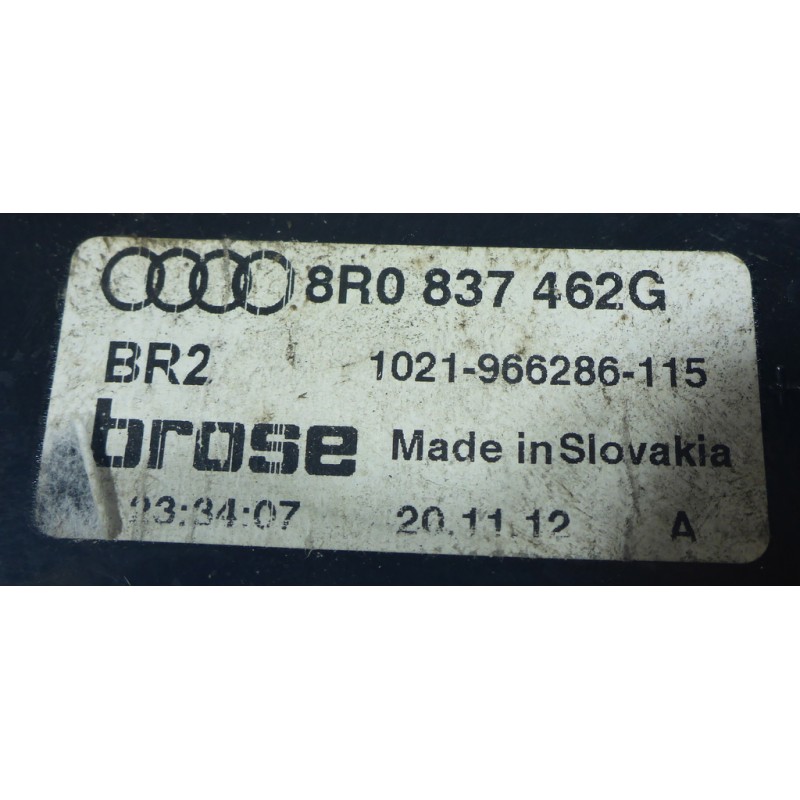 8R0 837 462G
BR2 1021-966286-115
brose Made in Slovakia
23:34:07 20.11.12 A